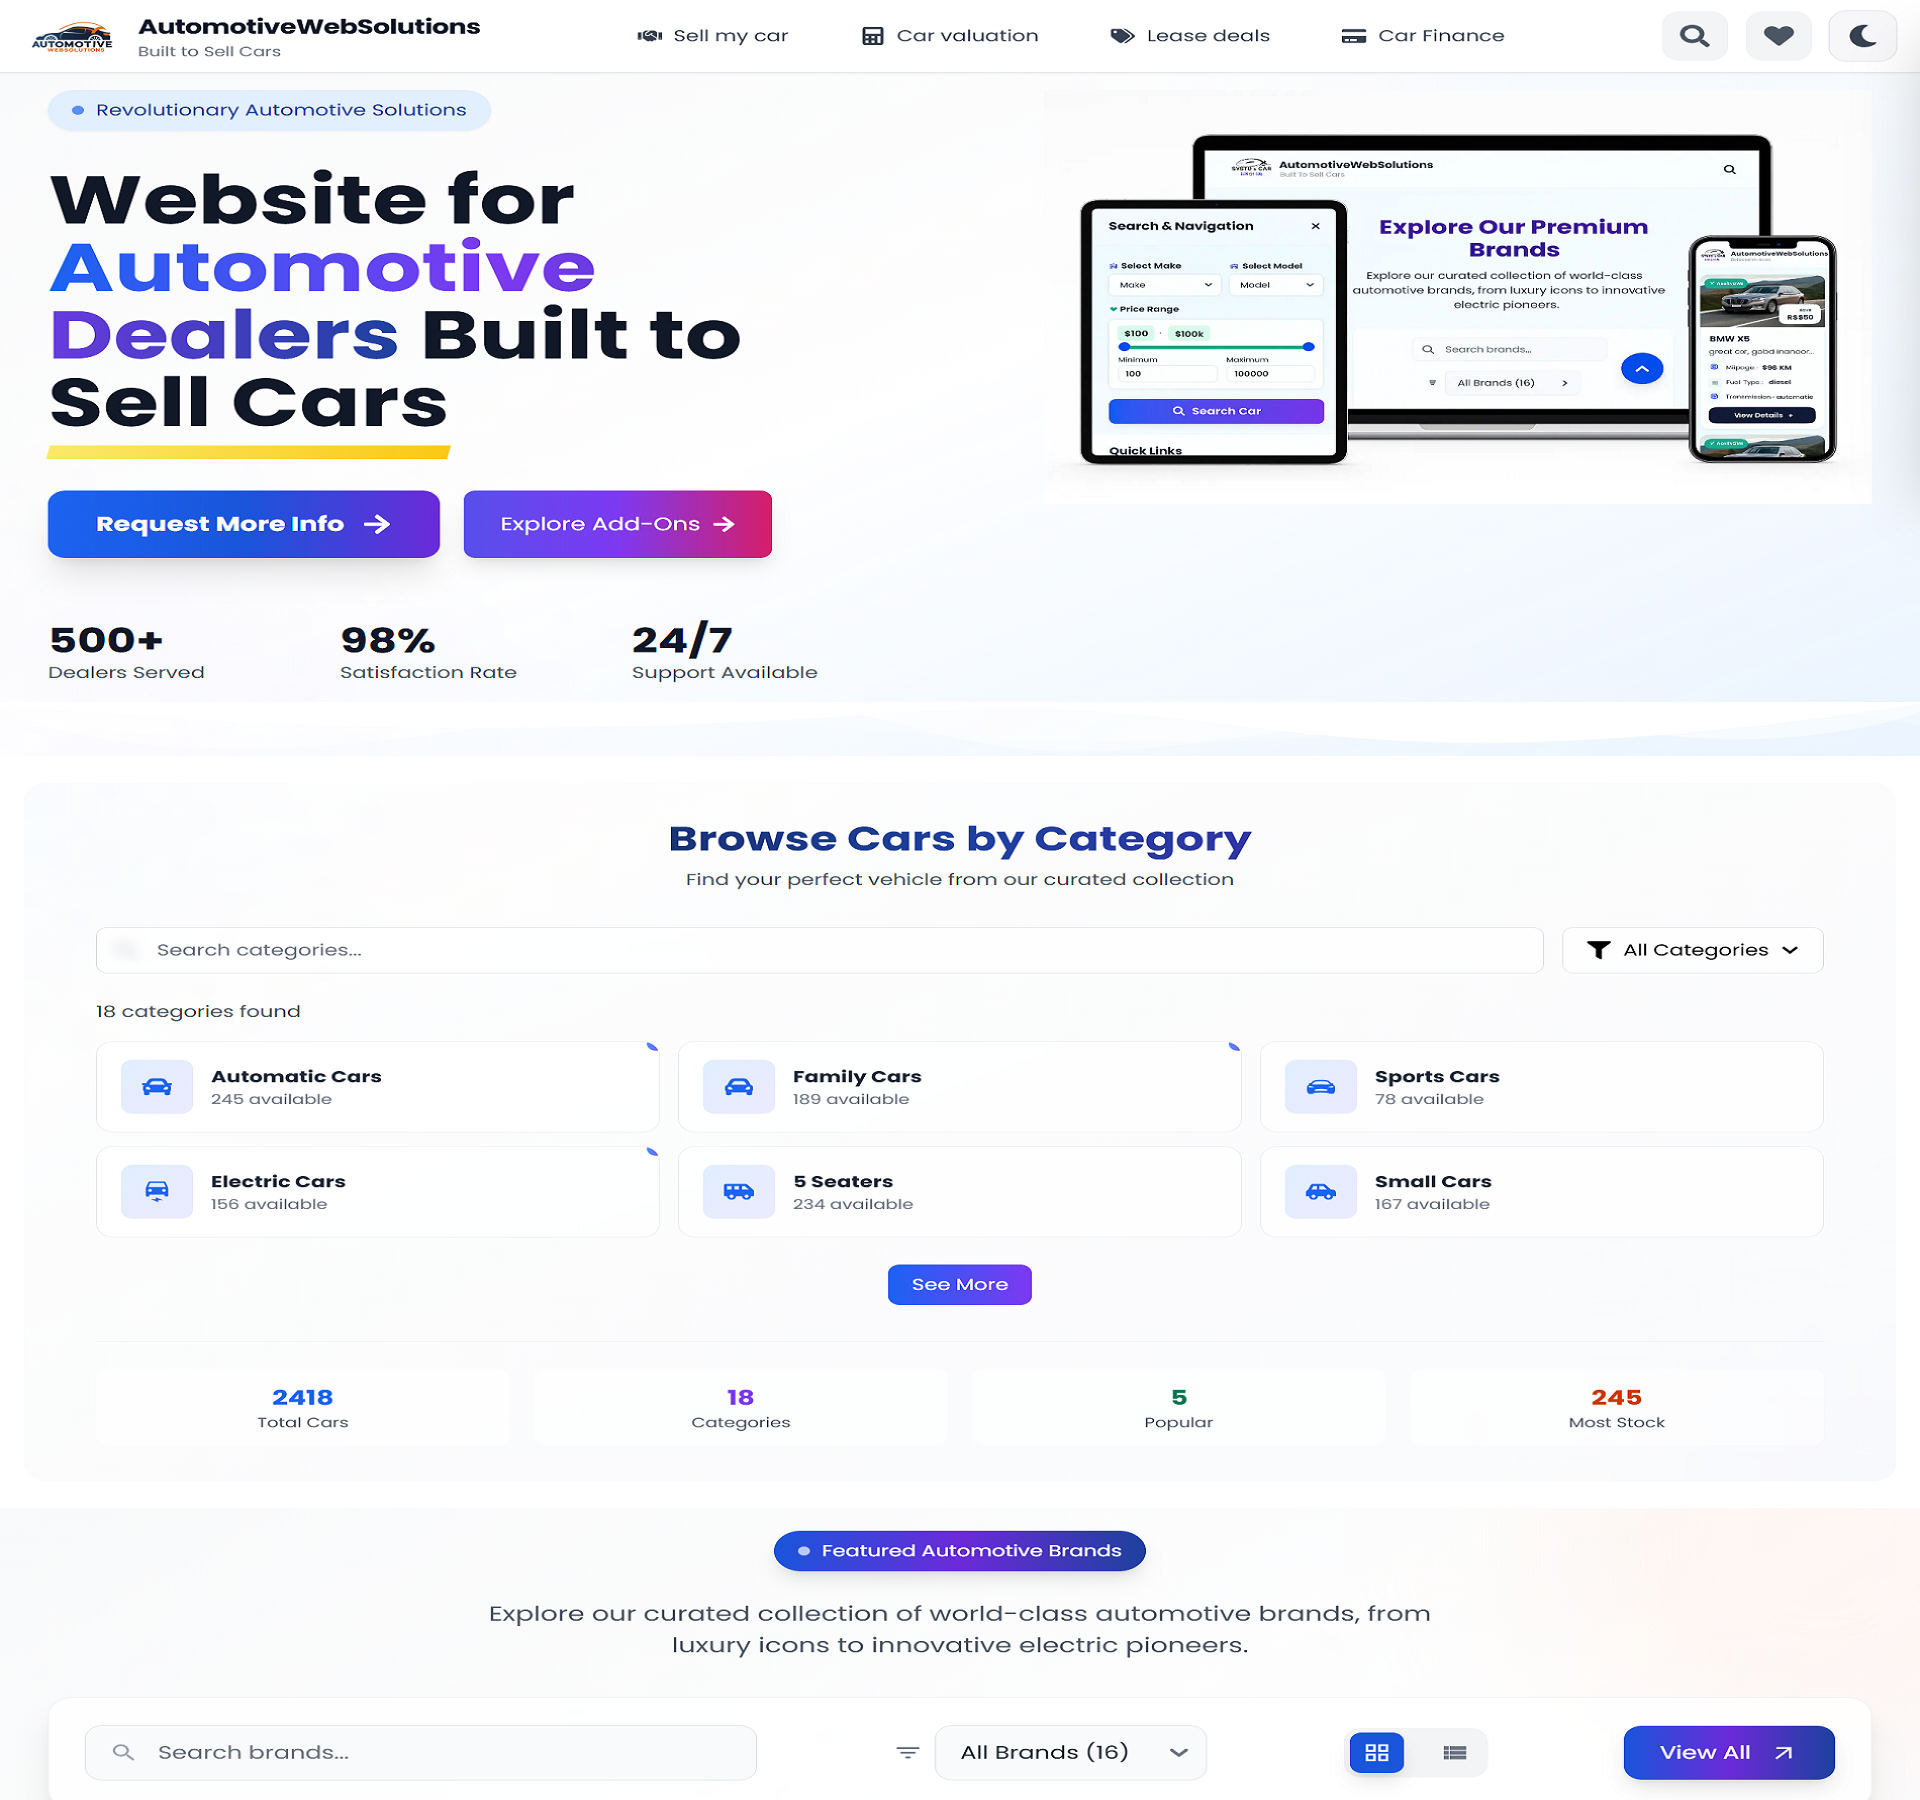 AUTOMOTIVE
WEBSOLUTIONS
AutomotiveWebSolutions
Built to Sell Cars
Sell my car
Car valuation
Lease deals
Car Finance
Revolutionary Automotive Solutions
Website for
Automotive
Dealers Built to
Sell Cars
Request More Info
Explore Add-Ons
500+
Dealers Served
98%
Satisfaction Rate
24/7
Support Available
AutomotiveWebSolutions
Built To Sell Cars
Explore Our Premium
Brands
Explore our curated collection of world-class
automotive brands, from luxury icons to innovative
electric pioneers.
Search brands...
All Brands (16)
Search & Navigation
Select Make
Select Model
Make
Model
Price Range
$100 - $100k
Minimum
Maximum
100
100000
Search Car
Quick Links
AutomotiveWebSolutions
BMW X5
great car,
Fuel Type: diesel
View Details
Browse Cars by Category
Find your perfect vehicle from our curated collection
Search categories...
All Categories
18 categories found
Automatic Cars
245 available
Family Cars
189 available
Sports Cars
78 available
Electric Cars
156 available
5 Seaters
234 available
Small Cars
167 available
See More
2418
Total Cars
18
Categories
5
Popular
245
Most Stock
Featured Automotive Brands
Explore our curated collection of world-class automotive brands, from
luxury icons to innovative electric pioneers.
Search brands...
All Brands (16)
View All